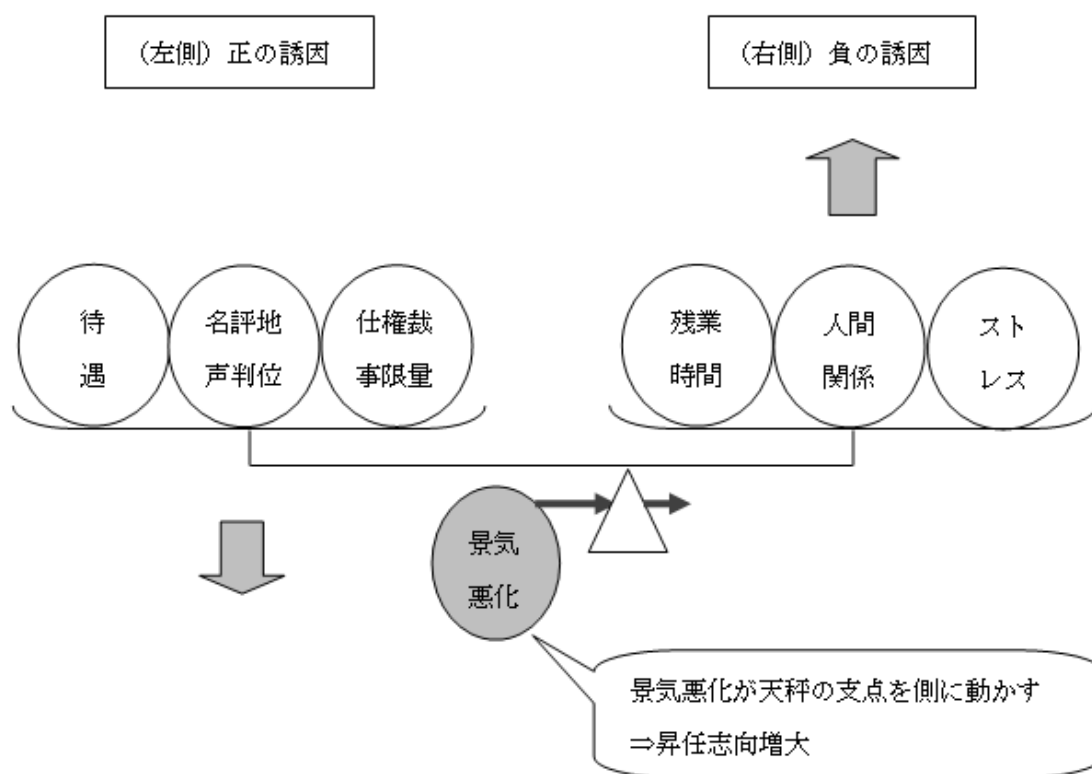 （左側）正の誘因
（右側）負の誘因
待
遇
名評地
声判位
仕権裁
事限量
残業
時間
人間
関係
スト
レス
景気
悪化
景気悪化が天秤の支点を側に動かす
⇒昇任志向増大